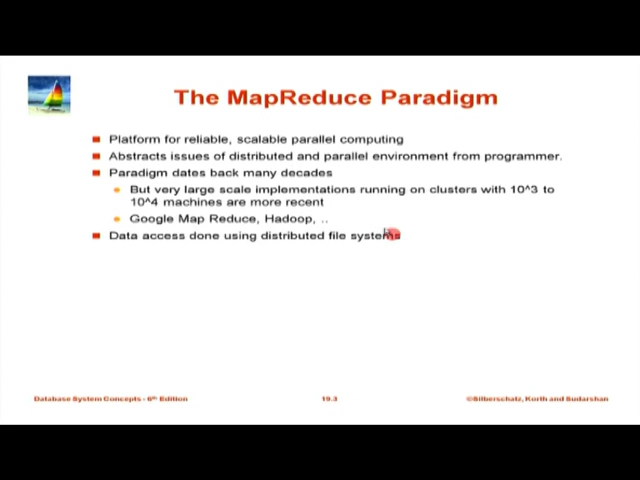 The MapReduce Paradigm
Platform for reliable, scalable parallel computing
Abstracts issues of distributed and parallel environment from programmer.
Paradigm dates back many decades
But very large scale implementations running on clusters with 10^3 to
10^4 machines are more recent
Google Map Reduce, Hadoop, ..
Data access done using distributed file systems
Database System Concepts - 6th Edition
19.3
©Silberschatz, Korth and Sudarshan